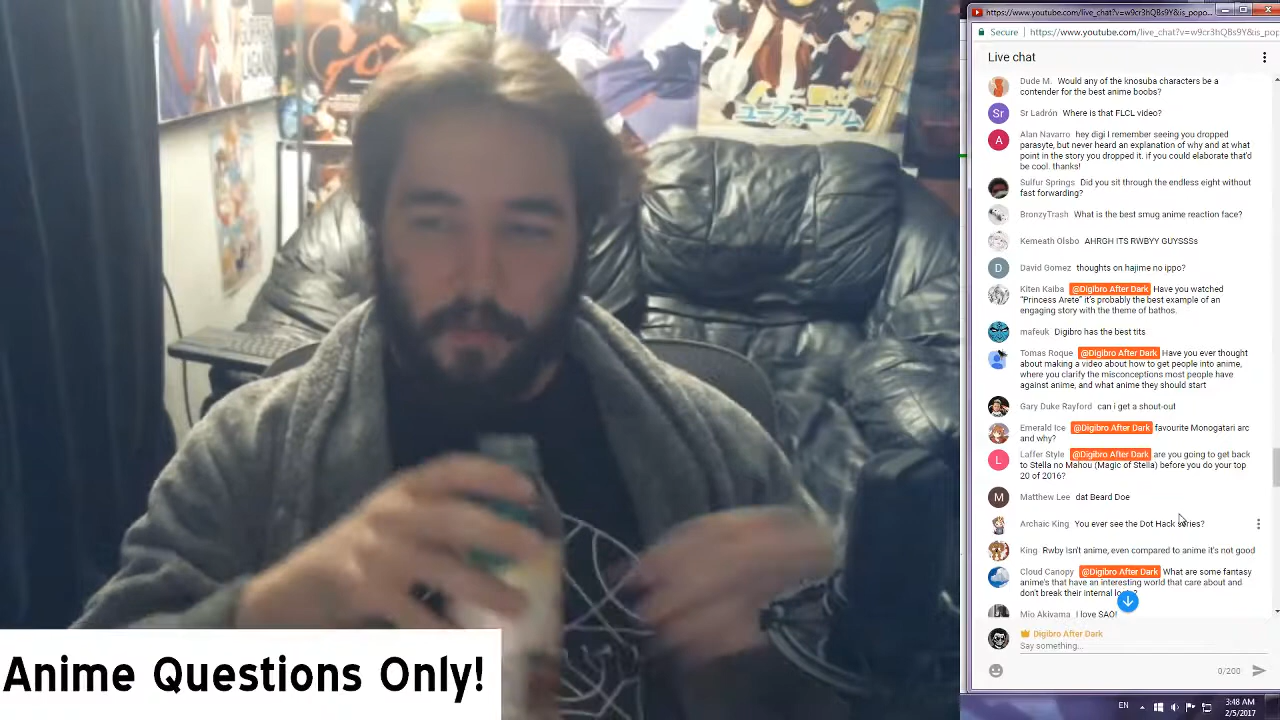 https://www.youtube.com/live_chat?v=w9cr3hQBs9Y&is_popo...
Secure https://www.youtube.com/live_chat?v=w9cr3hQBs9Y&is_pop
Live chat
Dude M. Would any of the knosuba characters be a
contender for the best anime boobs?
Sr
Sr Ladrón Where is that FLCL video?
A
Alan Navarro hey digi I remember seeing you dropped
parasyte, but never heard an explanation of why and at what
point in the story you dropped it. if you could elaborate that'd
be cool. thanks!
Sulfur Springs Did you sit through the endless eight without
fast forwarding?
BronzyTrash What is the best smug anime reaction face?
Kemeath Olsbo AHRGH ITS RWBYY GUYSSSS
D
David Gomez thoughts on hajime no ippo?
Kiten Kaiba @Digibro After Dark Have you watched
"Princess Arete" it's probably the best example of an
engaging story with the theme of bathos.
mafeuk Digibro has the best tits
Tomas Roque @Digibro After Dark Have you ever thought
about making a video about how to get people into anime,
where you clarify the misconceptions most people have
against anime, and what anime they should start
Gary Duke Rayford can i get a shout-out
Emerald Ice @Digibro After Dark favourite Monogatari arc
and why?
L
Laffer Style @Digibro After Dark are you going to get back
to Stella no Mahou (Magic of Stella) before you do your top
20 of 2016?
Matthew Lee dat Beard Doe
Archaic King You ever see the Dot Hack series?
King Rwby isn't anime, even compared to anime it's not good
Cloud Canopy @Digibro After Dark What are some fantasy
anime's that have an interesting world that care about and
don't break their internal
Mio Akiyama I love SAO!
Digibro After Dark
Say something...
0/200
EN
3:48 AM
2/5/2017
ユーフォニアム
Anime Questions Only!